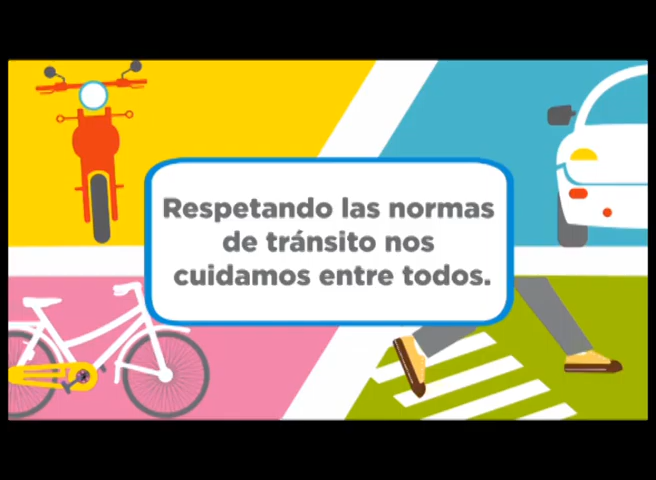 Respetando las normas
de tránsito nos
cuidamos entre todos.